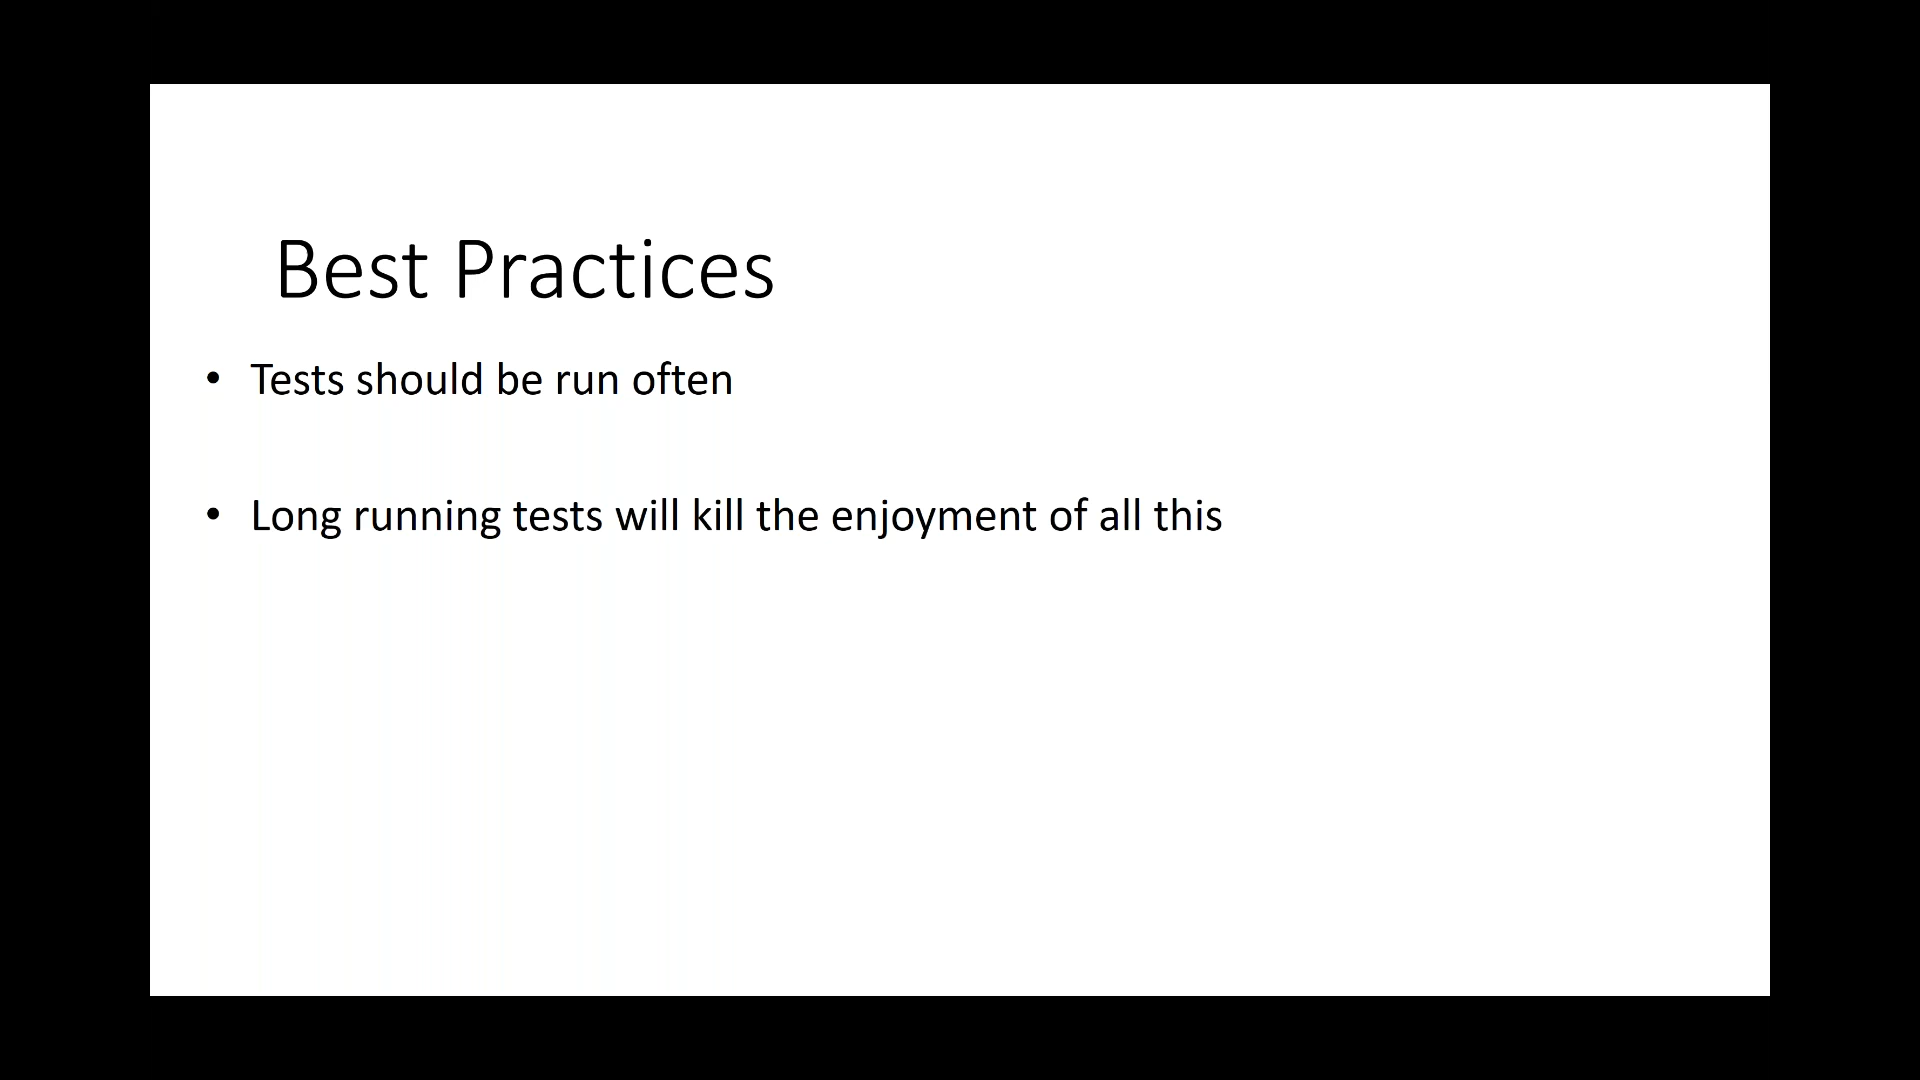 Best Practices
• Tests should be run often
• Long running tests will kill the enjoyment of all this